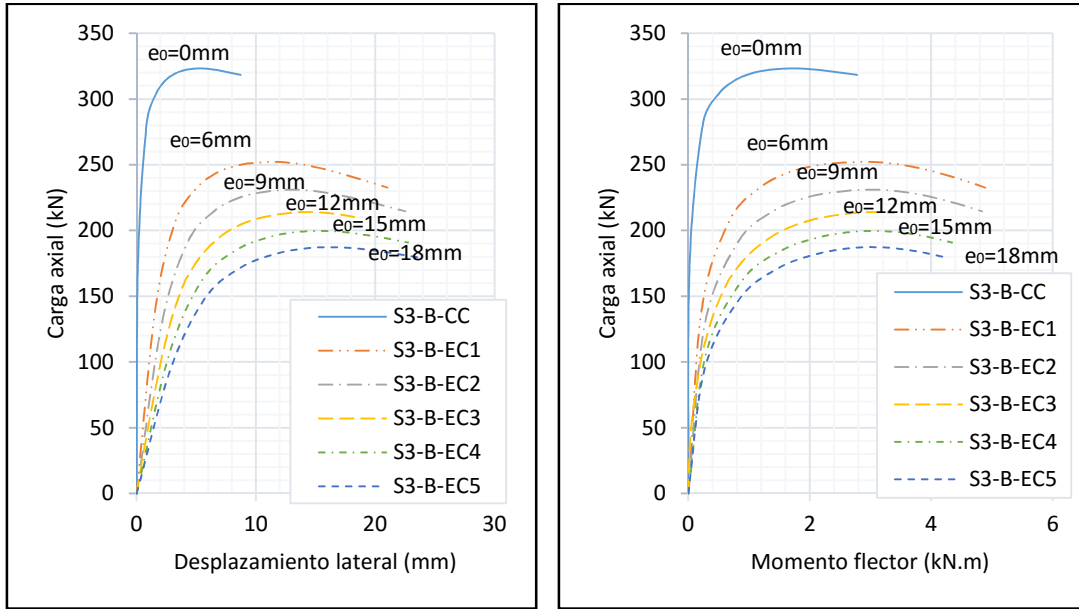 350
300
250
200
150
100
50
0
Carga axial (kN)
e0=0mm
e0=6mm
e0=9mm
e0=12mm
e0=15mm
e0=18mm
S3-B-CC
S3-B-EC1
S3-B-EC2
S3-B-EC3
S3-B-EC4
S3-B-EC5
0 10 20 30
Desplazamiento lateral (mm)
350
300
250
200
150
100
50
0
Carga axial (kN)
e0=0mm
e0=6mm
e0=9mm
e0=12mm
e0=15mm
e0=18mm
S3-B-CC
S3-B-EC1
S3-B-EC2
S3-B-EC3
S3-B-EC4
S3-B-EC5
0 2 4 6
Momento flector (kN.m)